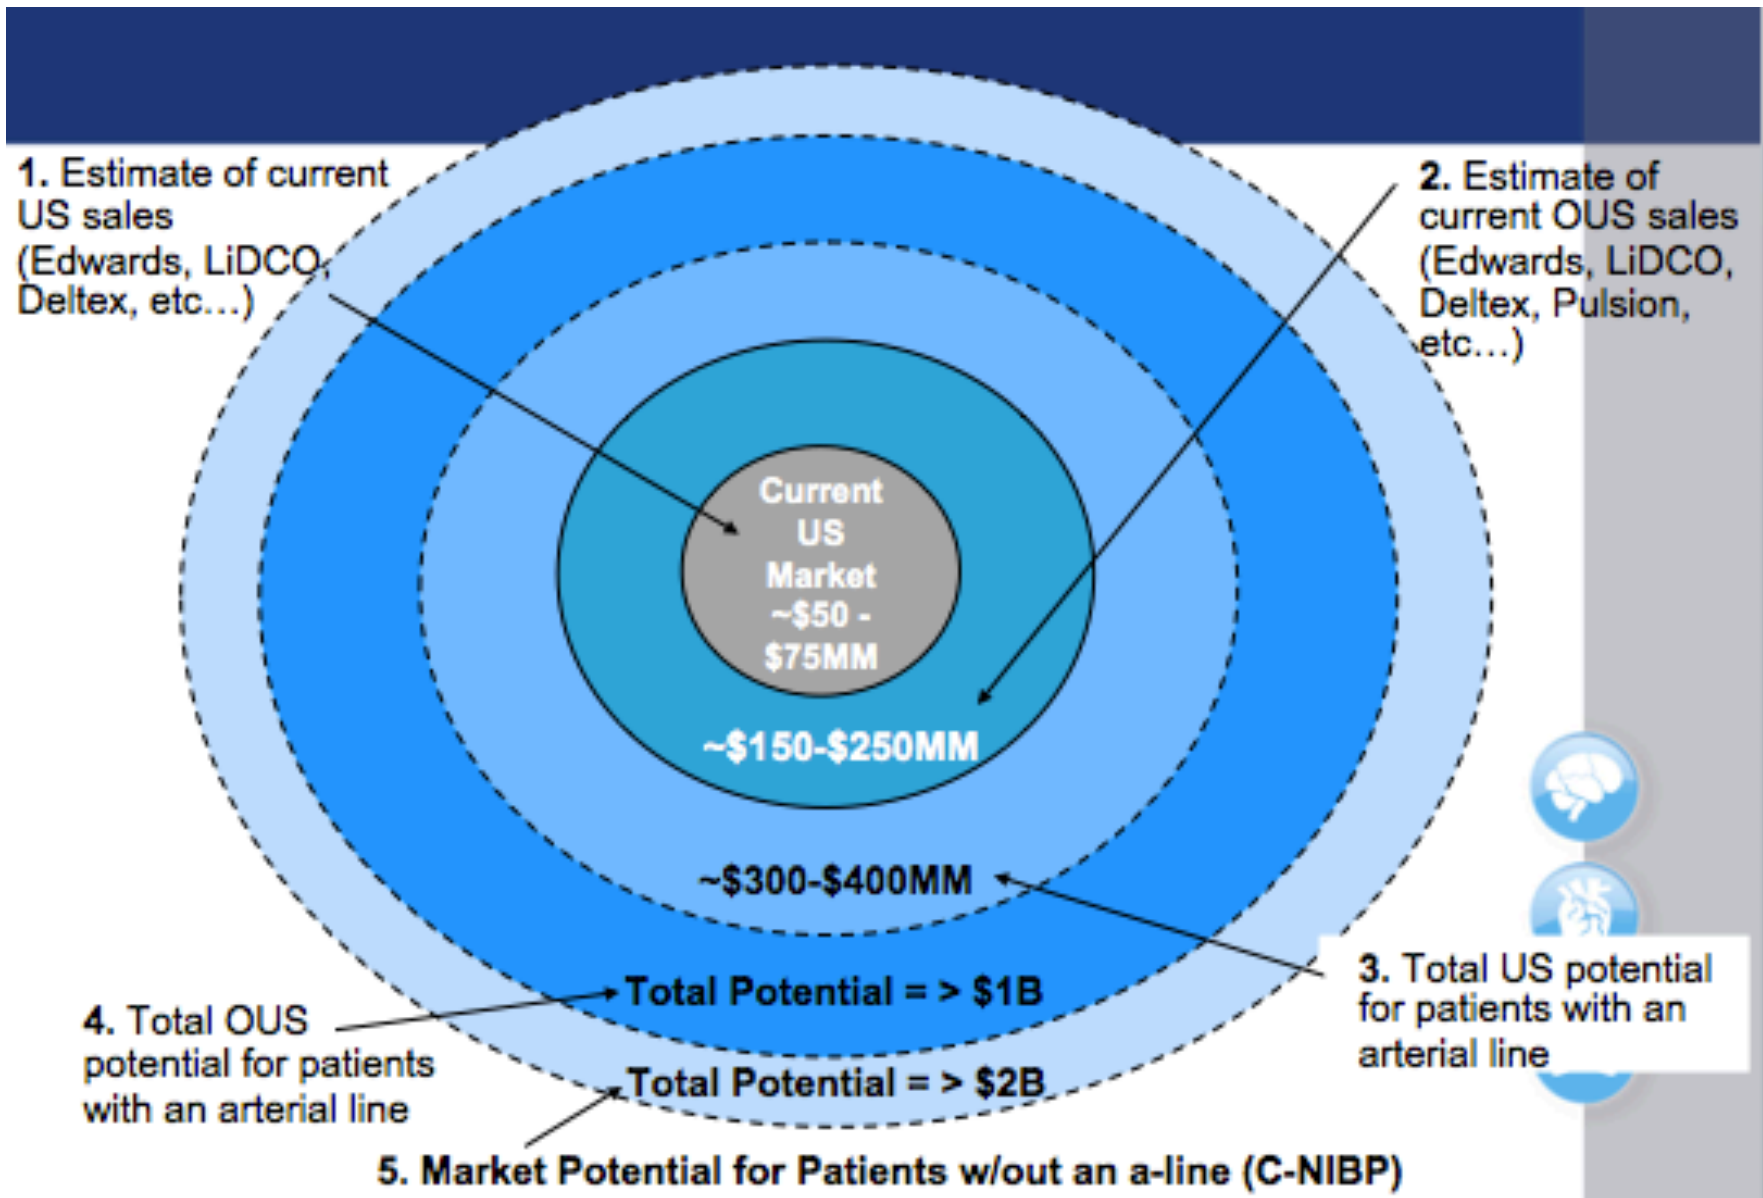 1. Estimate of current
US sales
(Edwards, LiDCO,
Deltex, etc...)
2. Estimate of
current OUS sales
(Edwards, LiDCO,
Deltex, Pulsion,
etc...)
Current
US
Market
~$50 -
$75MM
~$150-$250MM
~$300-$400MM
3. Total US potential
for patients with an
arterial line
Total Potential = > $1B
4. Total OUS
potential for patients
with an arterial line
Total Potential = > $2B
5. Market Potential for Patients w/out an a-line (C-NIBP)